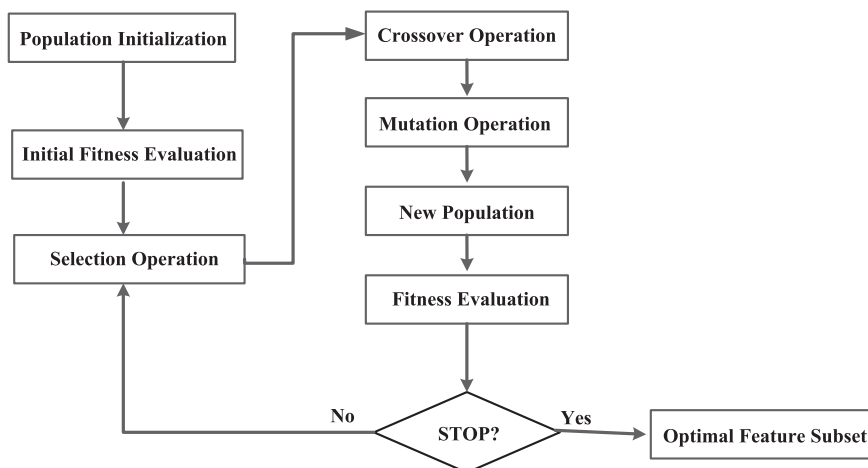 Population Initialization
Initial Fitness Evaluation
Selection Operation
Crossover Operation
Mutation Operation
New Population
Fitness Evaluation
STOP?
No
Yes
Optimal Feature Subset